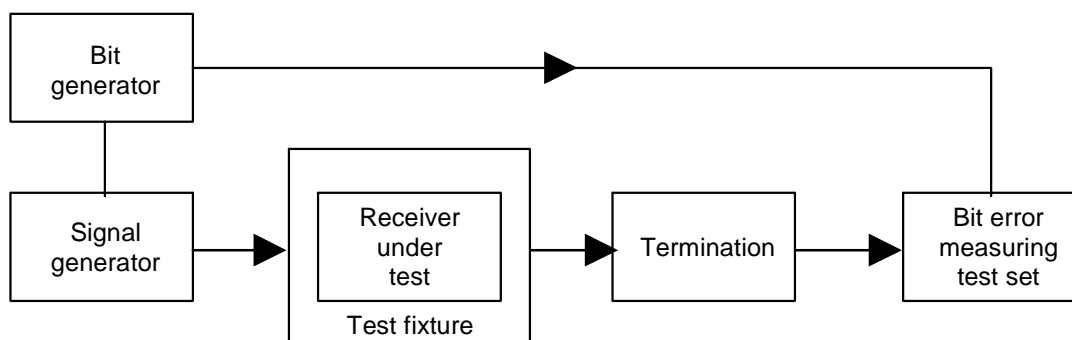 Bit
generator
Signal
generator
Receiver
under
test
Test fixture
Termination
Bit error
measuring
test set